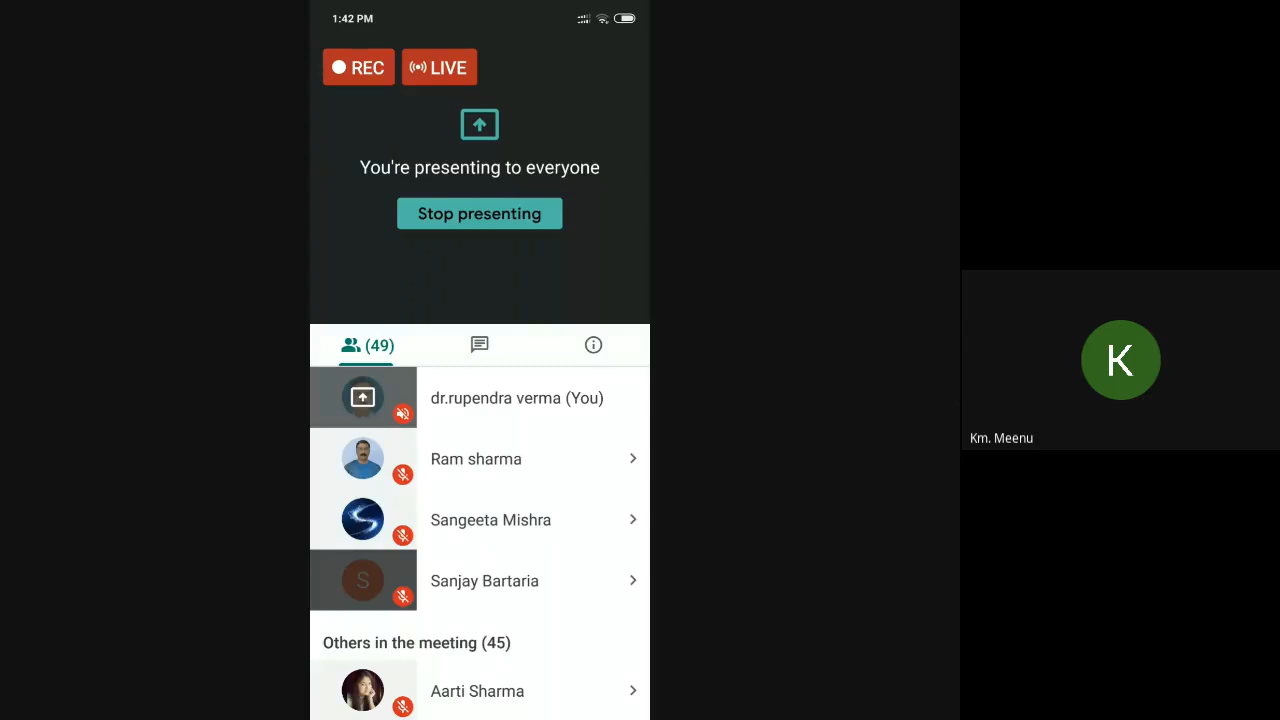 1:42 PM
REC LIVE
You're presenting to everyone
Stop presenting
(49)
dr.rupendra verma (You)
Ram sharma
Sangeeta Mishra
S
Sanjay Bartaria
Others in the meeting (45)
Aarti Sharma
K
Km. Meenu